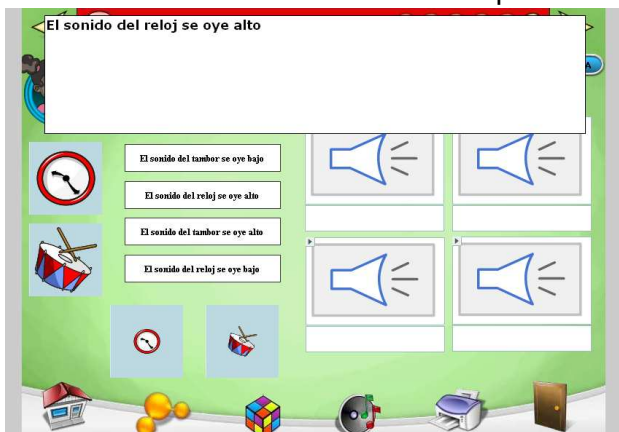 El sonido del reloj se oye alto
A
El sonido del tambor se oye bajo
El sonido del reloj se oye alto
El sonido del tambor se oye alto
El sonido del reloj se oye bajo